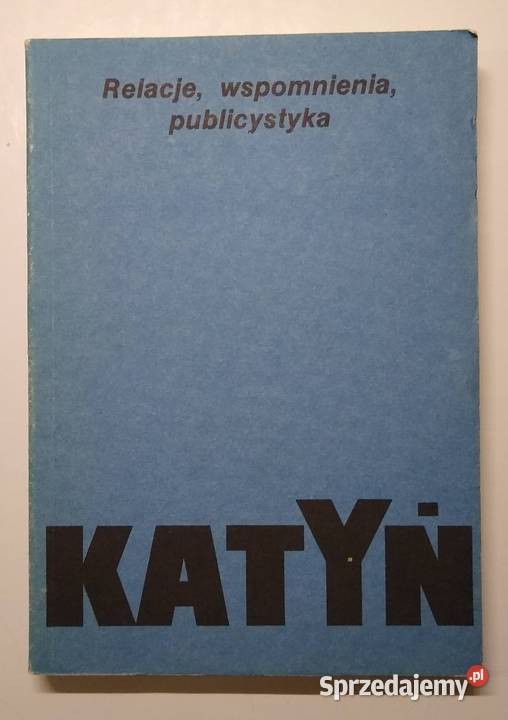 Relacje, wspomnienia,
publicystyka
KATYŃ
Sprzedajemy.pl